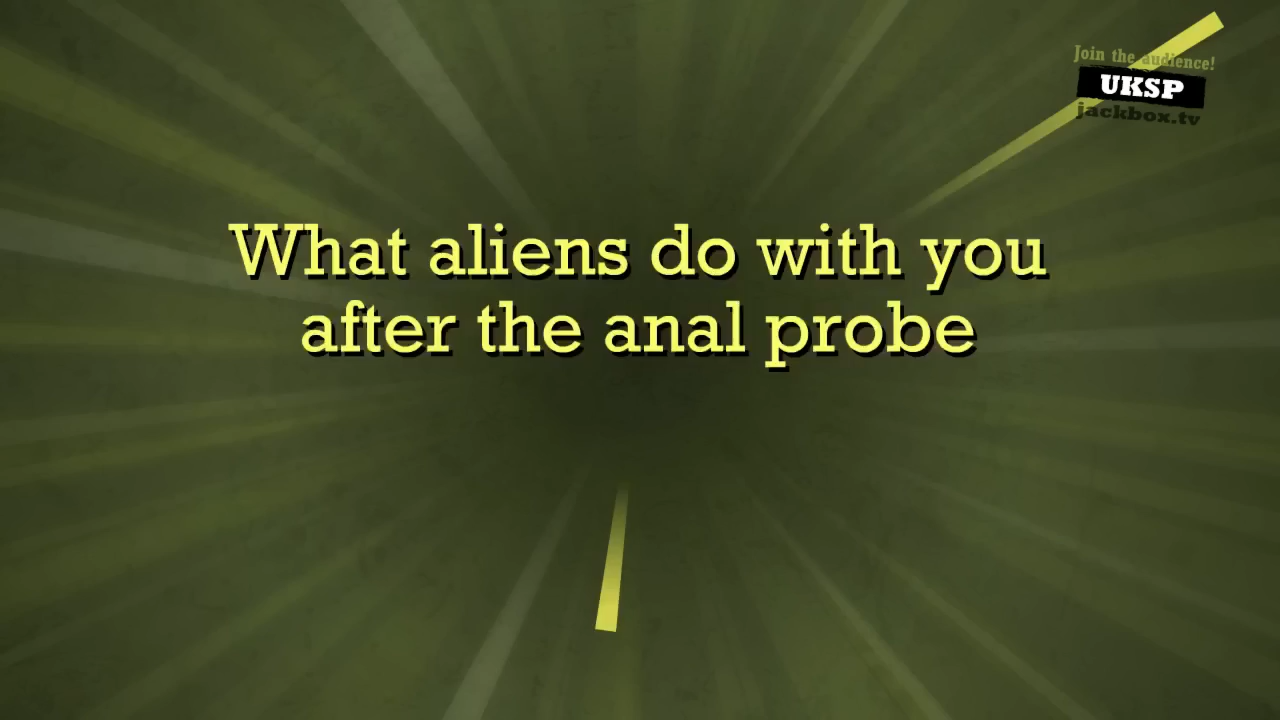 Join the audience!
UKSP
jackbox.tv
What aliens do with you
after the anal probe